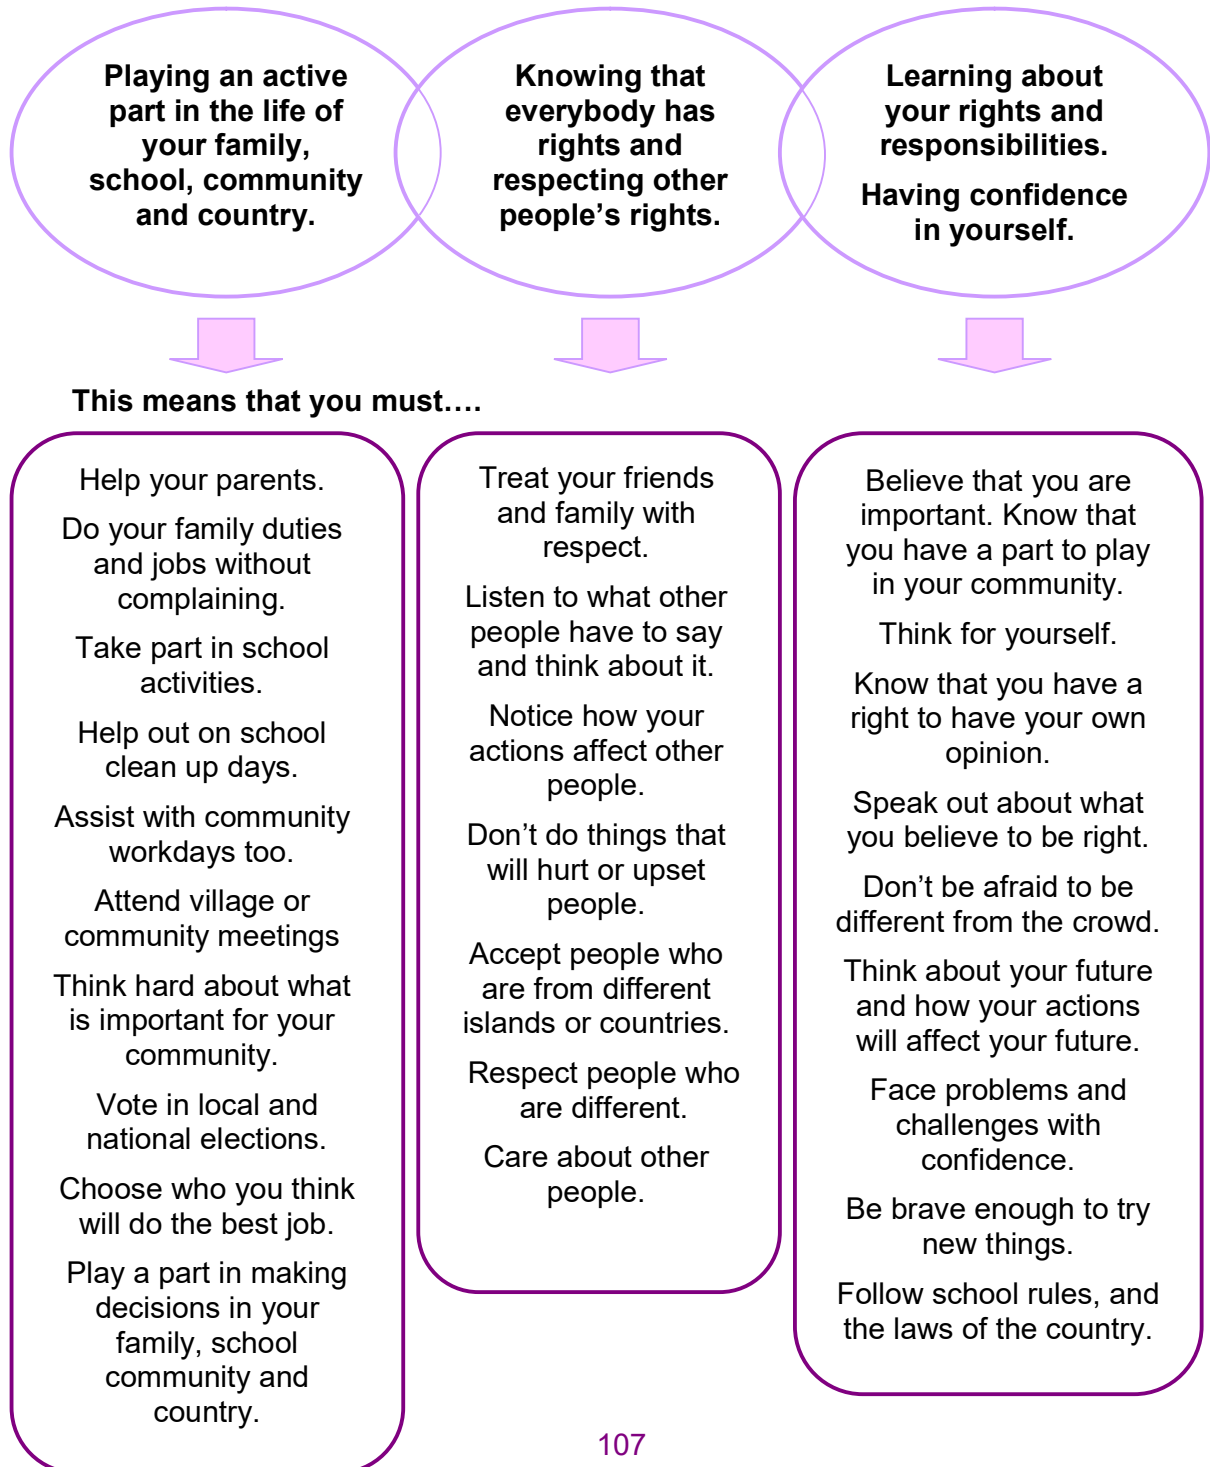 Playing an active
part in the life of
your family,
school, community
and country.
Knowing that
everybody has
rights and
respecting other
people’s rights.
Learning about
your rights and
responsibilities.
Having confidence
in yourself.
This means that you must….
Help your parents.
Do your family duties
and jobs without
complaining.
Take part in school
activities.
Help out on school
clean up days.
Assist with community
workdays too.
Attend village or
community meetings
Think hard about what
is important for your
community.
Vote in local and
national elections.
Choose who you think
will do the best job.
Play a part in making
decisions in your
family, school
community and
country.
Treat your friends
and family with
respect.
Listen to what other
people have to say
and think about it.
Notice how your
actions affect other
people.
Don’t do things that
will hurt or upset
people.
Accept people who
are from different
islands or countries.
Respect people who
are different.
Care about other
people.
Believe that you are
important. Know that
you have a part to play
in your community.
Think for yourself.
Know that you have a
right to have your own
opinion.
Speak out about what
you believe to be right.
Don’t be afraid to be
different from the crowd.
Think about your future
and how your actions
will affect your future.
Face problems and
challenges with
confidence.
Be brave enough to try
new things.
Follow school rules, and
the laws of the country.
107